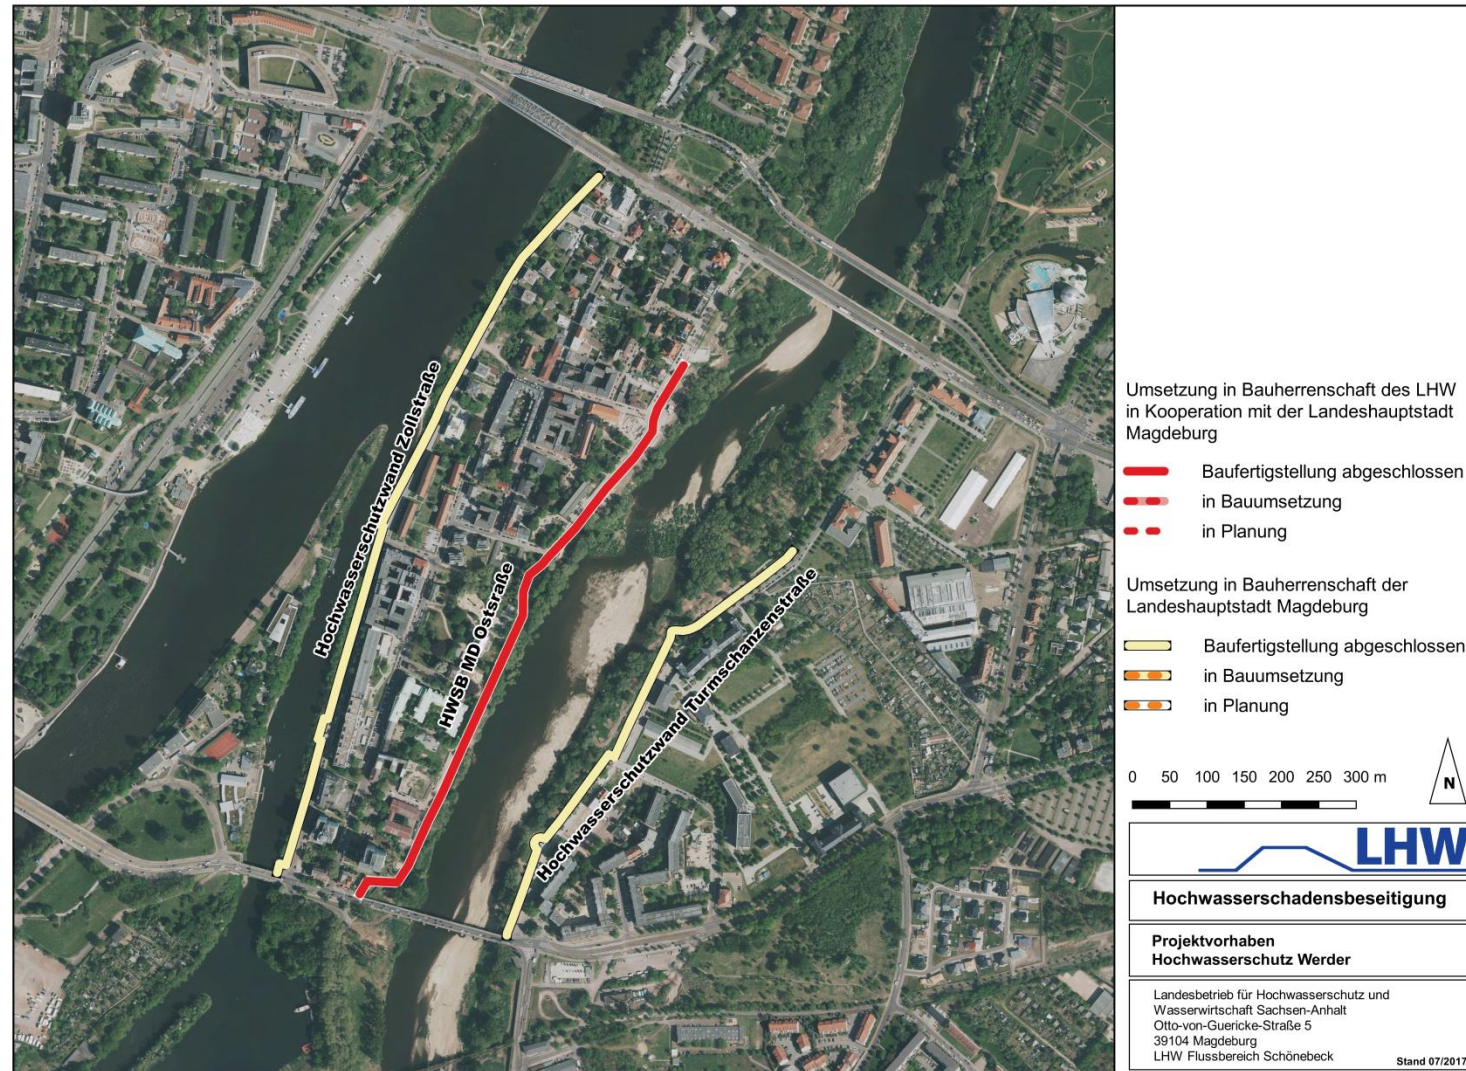 Hochwasserschutzwand Zollstraße
HWSB MD Oststraße
Hochwasserschutzwand Turmschanzenstraße
Umsetzung in Bauherrenschaft des LHW
in Kooperation mit der Landeshauptstadt
Magdeburg
Baufertigstellung abgeschlossen
in Bauumsetzung
in Planung
Umsetzung in Bauherrenschaft der
Landeshauptstadt Magdeburg
Baufertigstellung abgeschlossen
in Bauumsetzung
in Planung
0 50 100 150 200 250 300 m
N
LHW
Hochwasserschadensbeseitigung
Projektvorhaben
Hochwasserschutz Werder
Landesbetrieb für Hochwasserschutz und
Wasserwirtschaft Sachsen-Anhalt
Otto-von-Guericke-Straße 5
39104 Magdeburg
LHW Flussbereich Schönebeck
Stand 07/2017